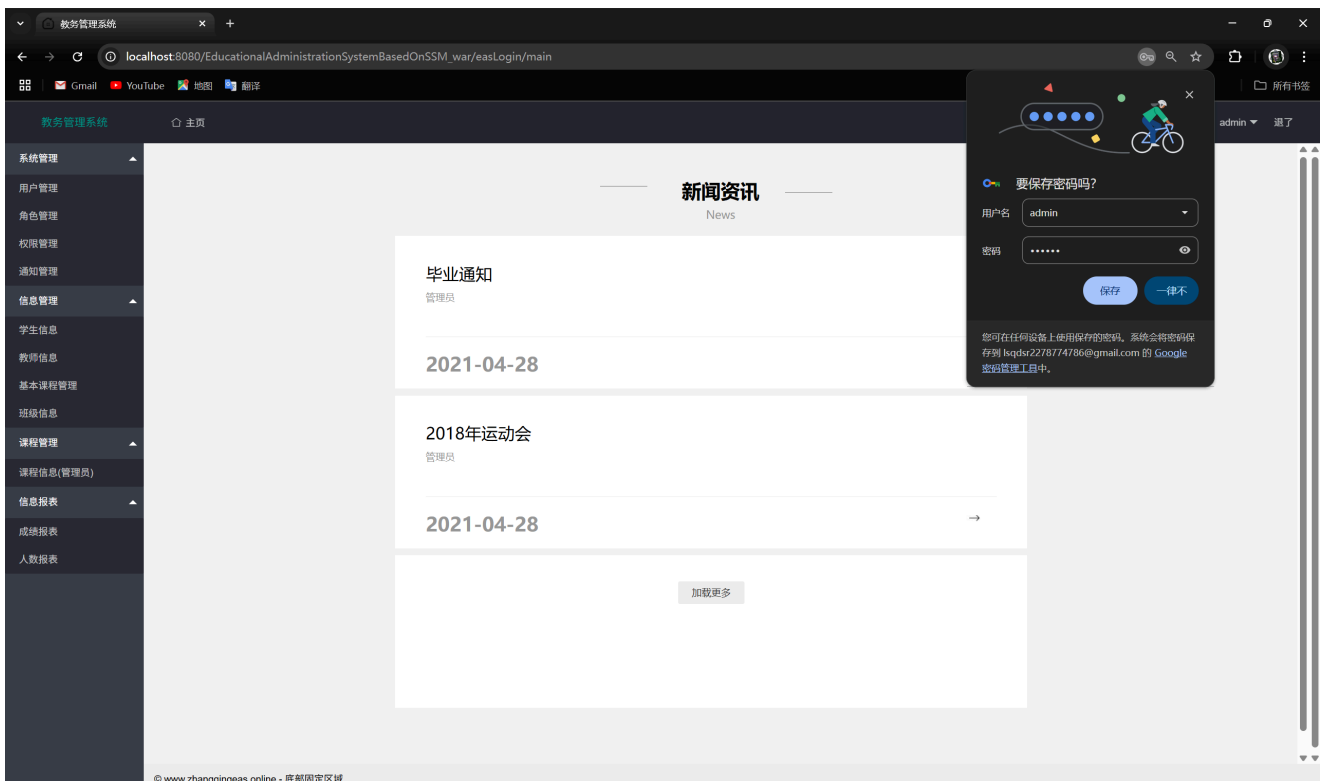 教务管理系统
localhost:8080/EducationalAdministrationSystemBasedOnSSM_war/easLogin/main
Gmail
YouTube
地图
翻译
所有书签
教务管理系统
主页
admin
退了
系统管理
用户管理
角色管理
权限管理
通知管理
信息管理
学生信息
教师信息
基本课程管理
班级信息
课程管理
课程信息(管理员)
信息报表
成绩报表
人数报表
新闻资讯
News
毕业通知
管理员
2021-04-28
2018年运动会
管理员
2021-04-28
加载更多
要保存密码吗?
用户名 admin
密码 ······
保存 一律不
您可在任何设备上使用保存的密码。系统会将密码保
存到 lsqdsr2278774786@gmail.com 的 Google
密码管理工具中。
© www.zhangqingeas.online - 底部固定区域